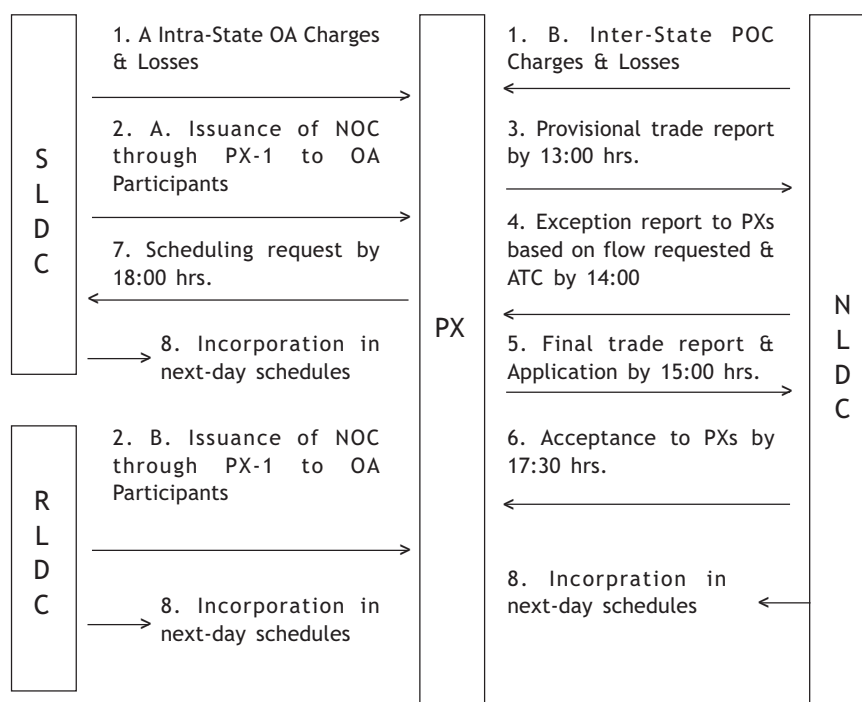 1. A Intra-State OA Charges
& Losses
2. A. Issuance of NOC
through PX-1 to OA
Participants
7. Scheduling request by
18:00 hrs.
8. Incorporation in
next-day schedules
S
L
D
C
2. B. Issuance of NOC
through PX-1 to OA
Participants
8. Incorporation in
next-day schedules
R
L
D
C
PX
1. B. Inter-State POC
Charges & Losses
3. Provisional trade report
by 13:00 hrs.
4. Exception report to PXs
based on flow requested &
ATC by 14:00
5. Final trade report &
Application by 15:00 hrs.
6. Acceptance to PXs by
17:30 hrs.
8. Incorpration in
next-day schedules
N
L
D
C